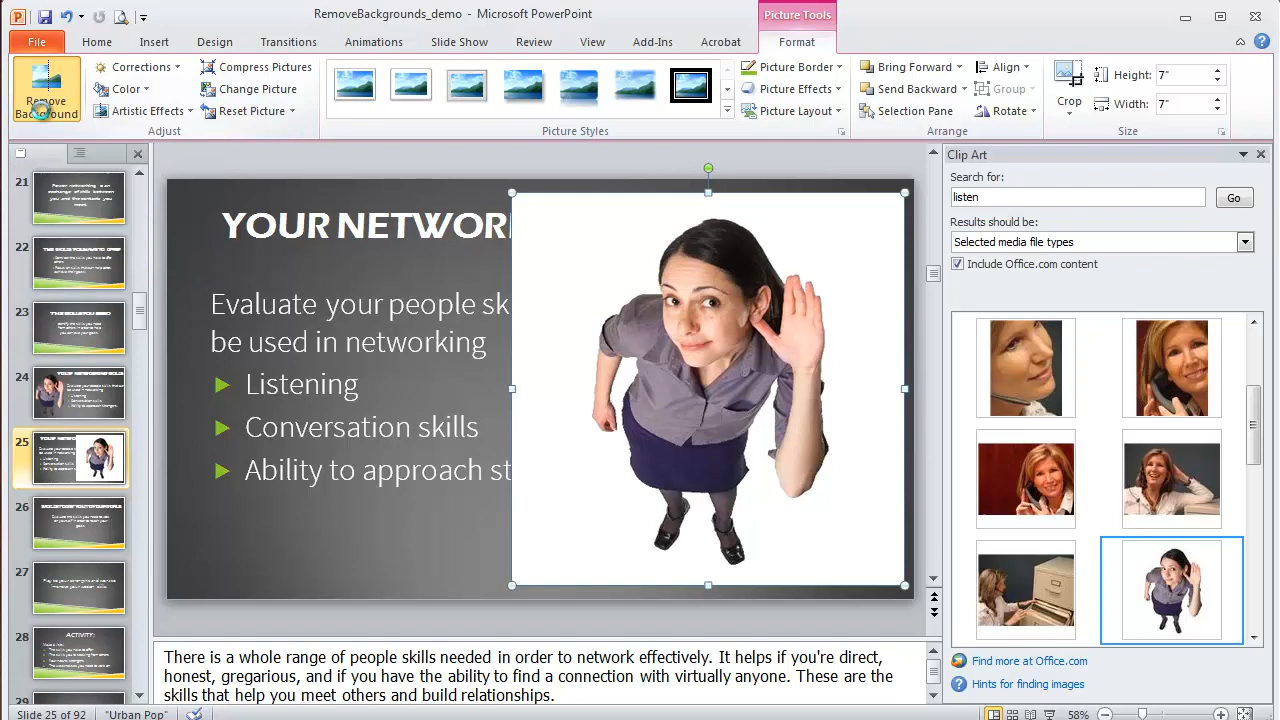 RemoveBackgrounds_demo - Microsoft PowerPoint
Picture Tools
File Home Insert Design Transitions Animations Slide Show Review View Add-Ins Acrobat Format
Remove Background
Corrections
Color
Artistic Effects
Compress Pictures
Change Picture
Reset Picture
Adjust
Picture Styles
Picture Border
Picture Effects
Picture Layout
Bring Forward
Send Backward
Selection Pane
Align
Group
Rotate
Arrange
Crop
Height: 7"
Width: 7"
Size
21
22
23
24
25
26
27
28
ACTIVITY:
29
YOUR NETWOR
Evaluate your people sk
be used in networking
Listening
Conversation skills
Ability to approach st
There is a whole range of people skills needed in order to network effectively. It helps if you're direct,
honest, gregarious, and if you have the ability to find a connection with virtually anyone. These are the
skills that help you meet others and build relationships.
Clip Art
Search for:
listen
Go
Results should be:
Selected media file types
Include Office.com content
Find more at Office.com
Hints for finding images
Slide 25 of 92 "Urban Pop" 58%